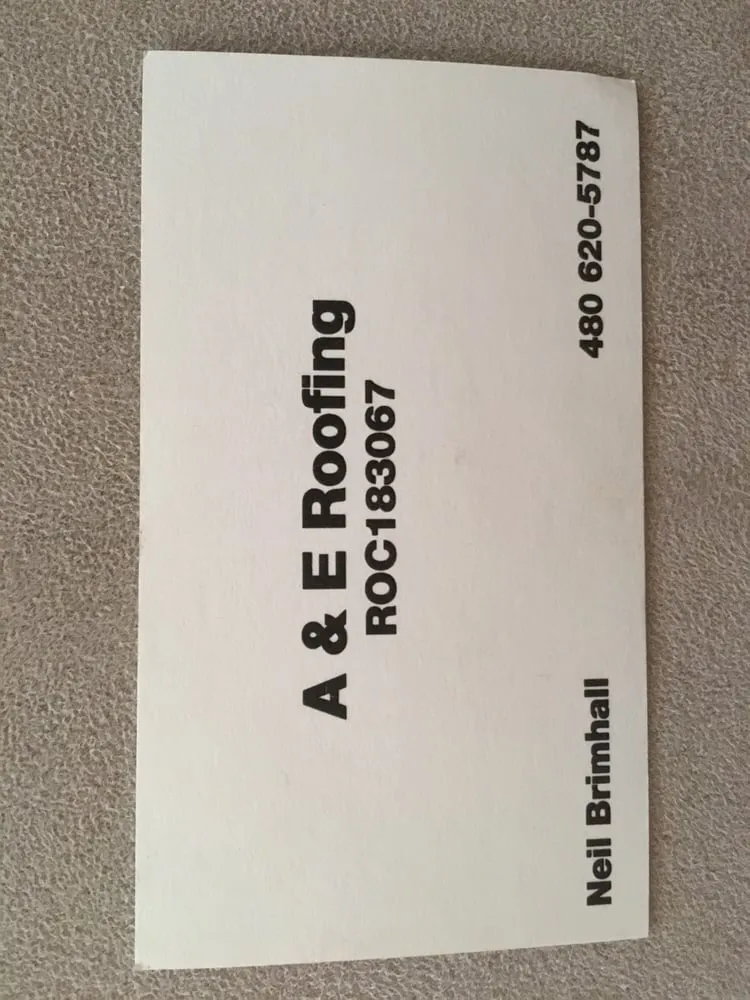 A & E Roofing
ROC183067
Neil Brimhall
480 620-5787